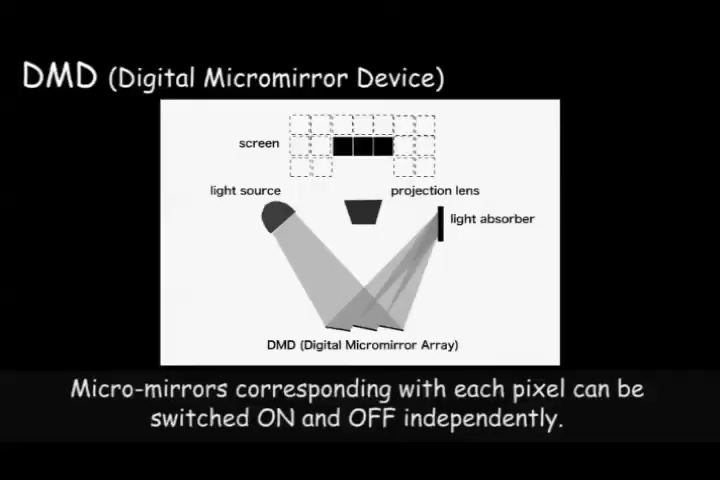 DMD (Digital Micromirror Device)
screen
light source
projection lens
light absorber
DMD (Digital Micromirror Array)
Micro-mirrors corresponding with each pixel can be
switched ON and OFF independently.